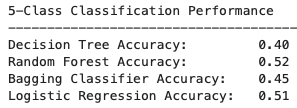 5-Class Classification Performance
-------------------------------------
Decision Tree Accuracy: 0.40
Random Forest Accuracy: 0.52
Bagging Classifier Accuracy: 0.45
Logistic Regression Accuracy: 0.51